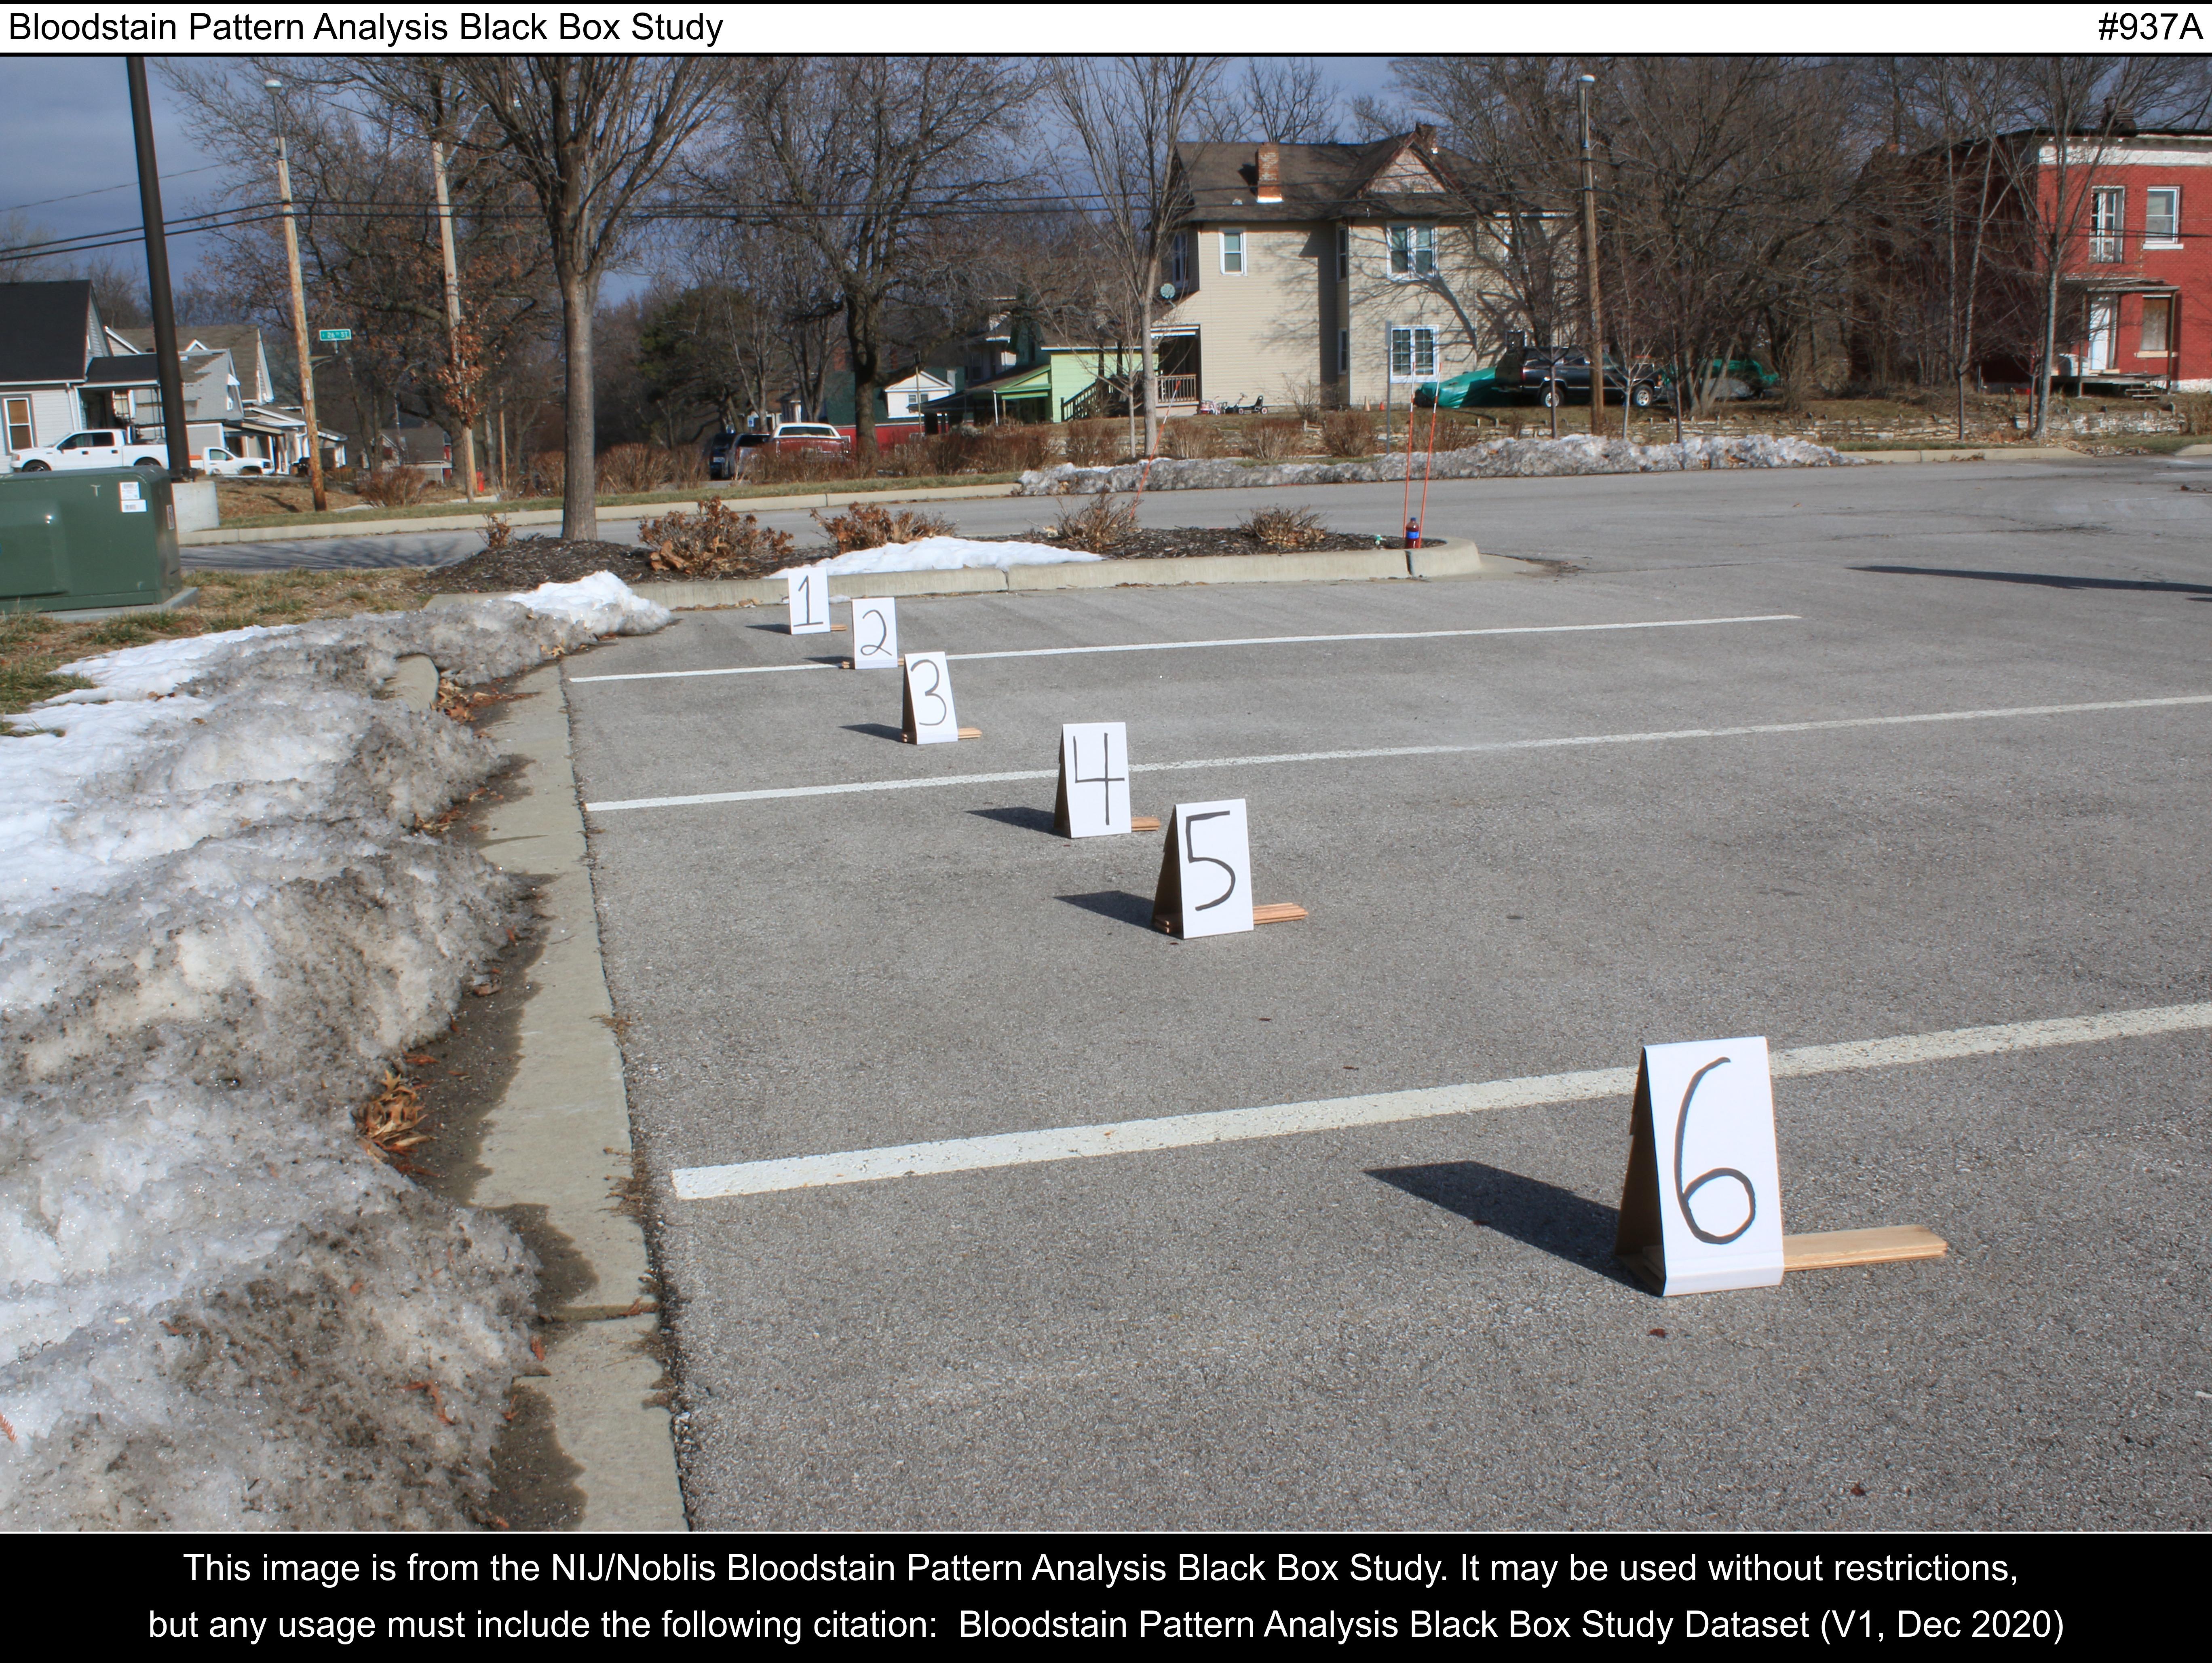 Bloodstain Pattern Analysis Black Box Study #937A
26TH ST
T
1
2
3
4
5
6
This image is from the NIJ/Noblis Bloodstain Pattern Analysis Black Box Study. It may be used without restrictions,
but any usage must include the following citation: Bloodstain Pattern Analysis Black Box Study Dataset (V1, Dec 2020)